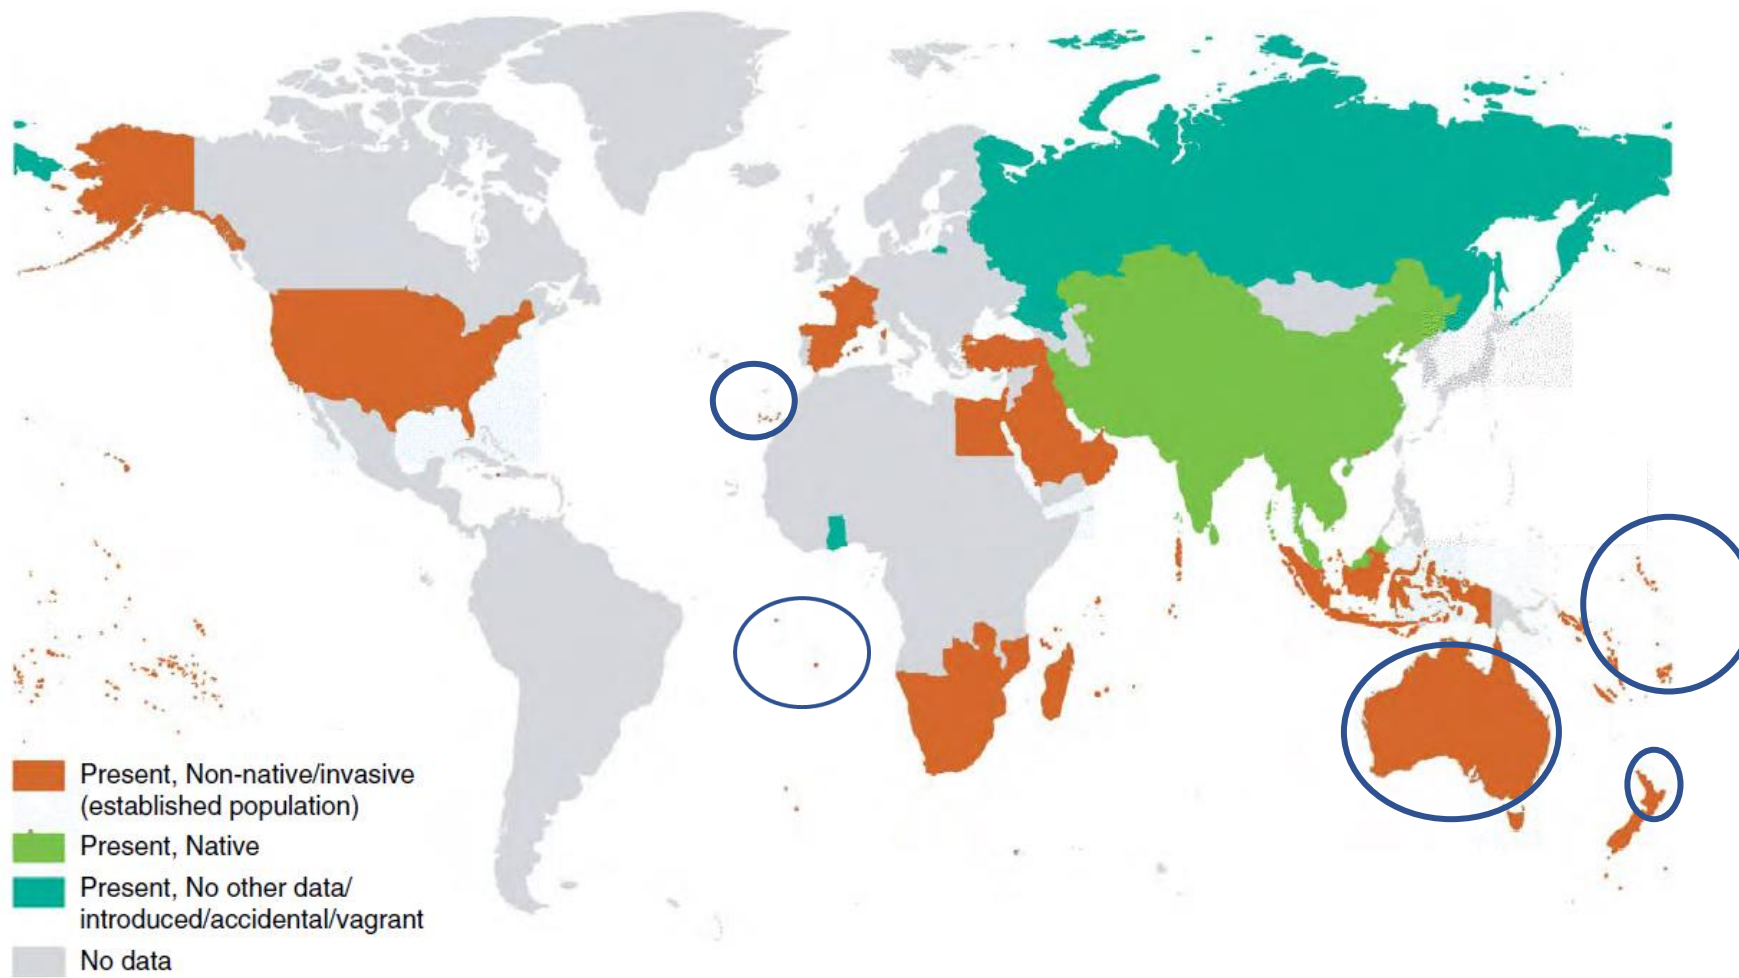 Present, Non-native/invasive
(established population)
Present, Native
Present, No other data/
introduced/accidental/vagrant
No data